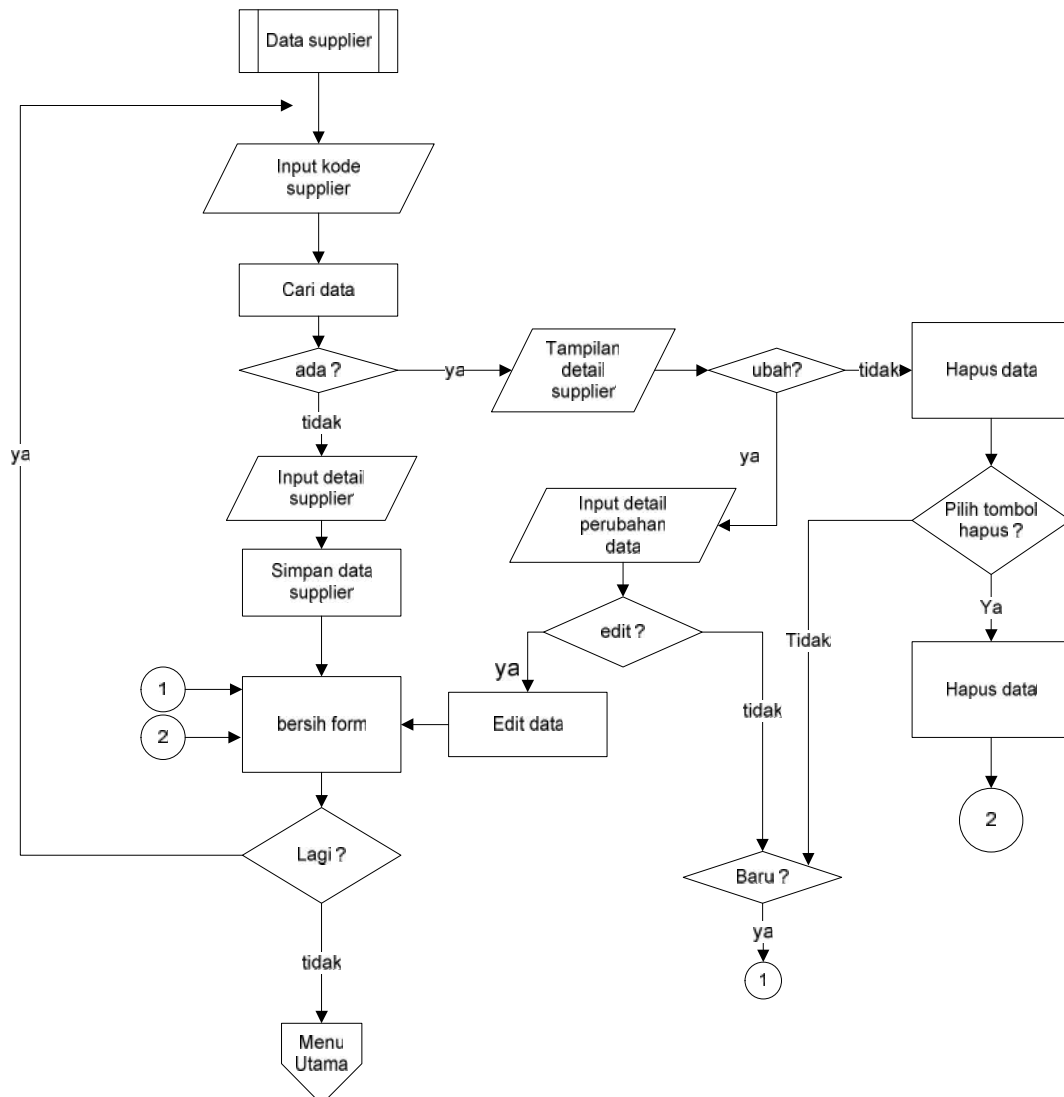 Data supplier
Input kode
supplier
Cari data
ada ?
ya
Tampilan
detail
supplier
ubah?
tidak
Hapus data
tidak
ya
ya
Input detail
supplier
Input detail
perubahan
data
Pilih tombol
hapus ?
Simpan data
supplier
Ya
edit ?
Tidak
ya
1
2
bersih form
Edit data
tidak
Hapus data
2
Lagi ?
Baru ?
ya
1
tidak
Menu
Utama